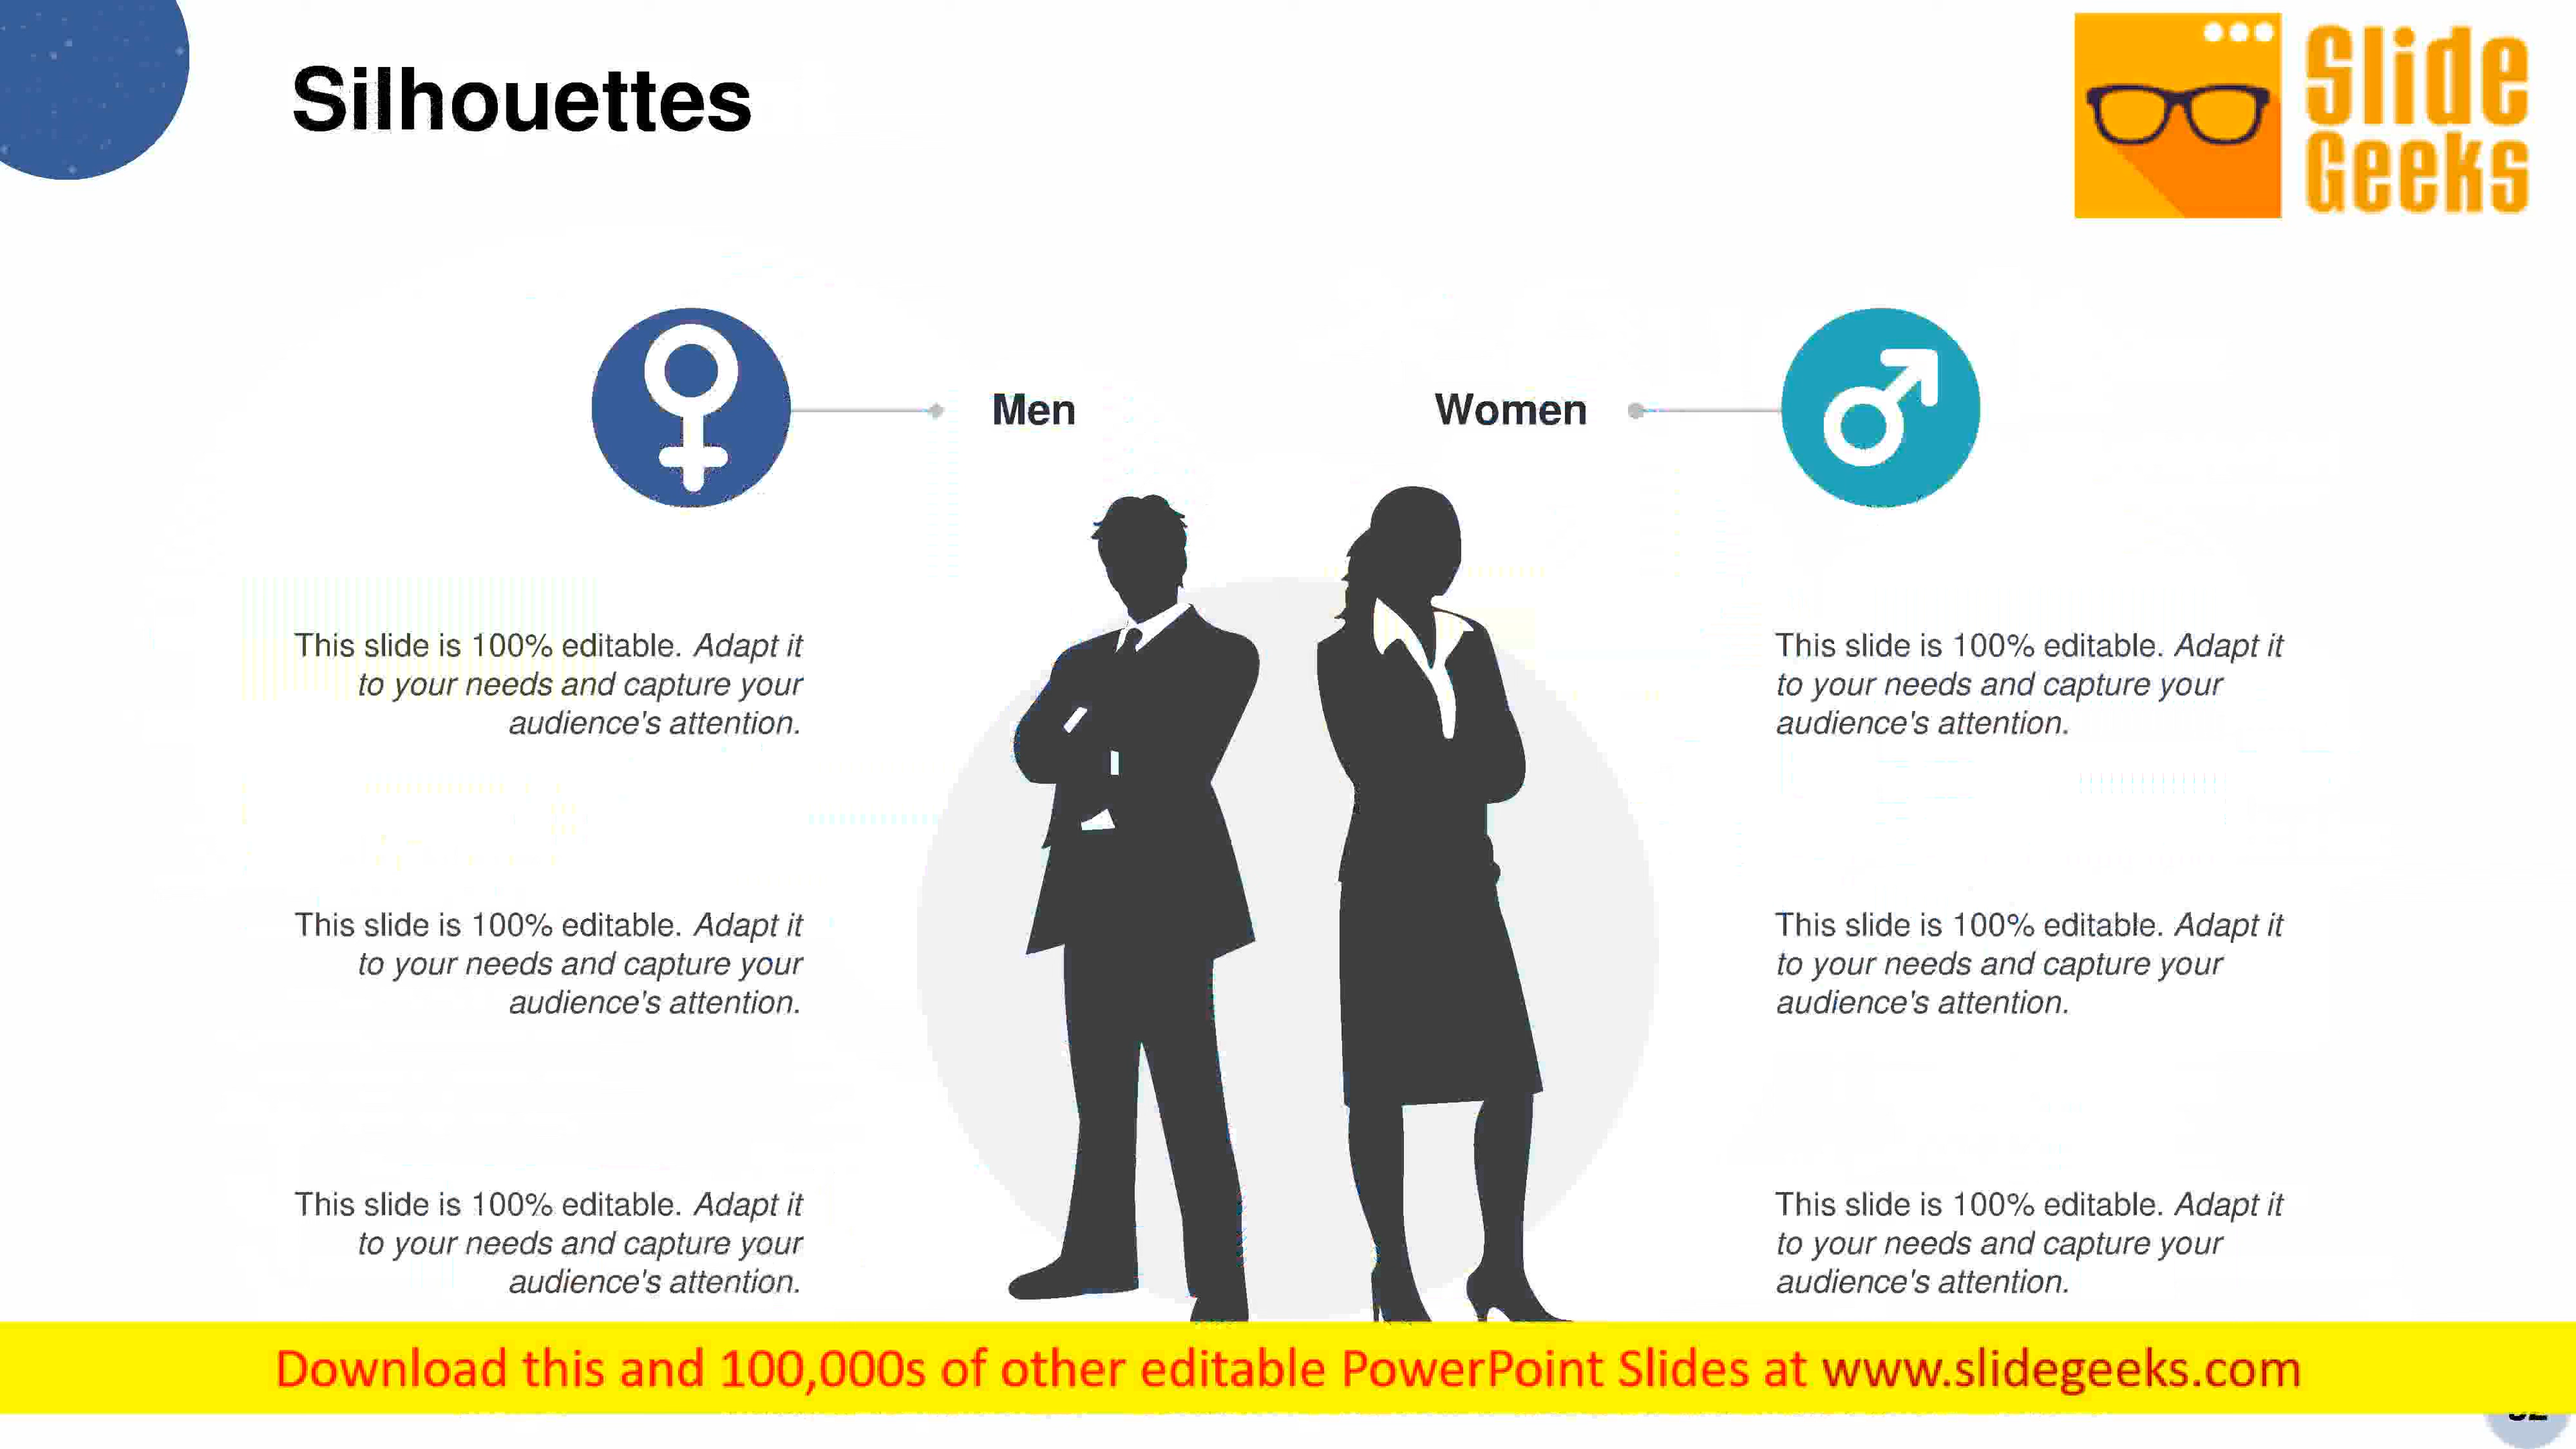 Silhouettes
Slide
Geeks
Men
Women
This slide is 100% editable. Adapt it
to your needs and capture your
audience's attention.
This slide is 100% editable. Adapt it
to your needs and capture your
audience's attention.
This slide is 100% editable. Adapt it
to your needs and capture your
audience's attention.
This slide is 100% editable. Adapt it
to your needs and capture your
audience's attention.
This slide is 100% editable. Adapt it
to your needs and capture your
audience's attention.
This slide is 100% editable. Adapt it
to your needs and capture your
audience's attention.
Download this and 100,000s of other editable PowerPoint Slides at www.slidegeeks.com